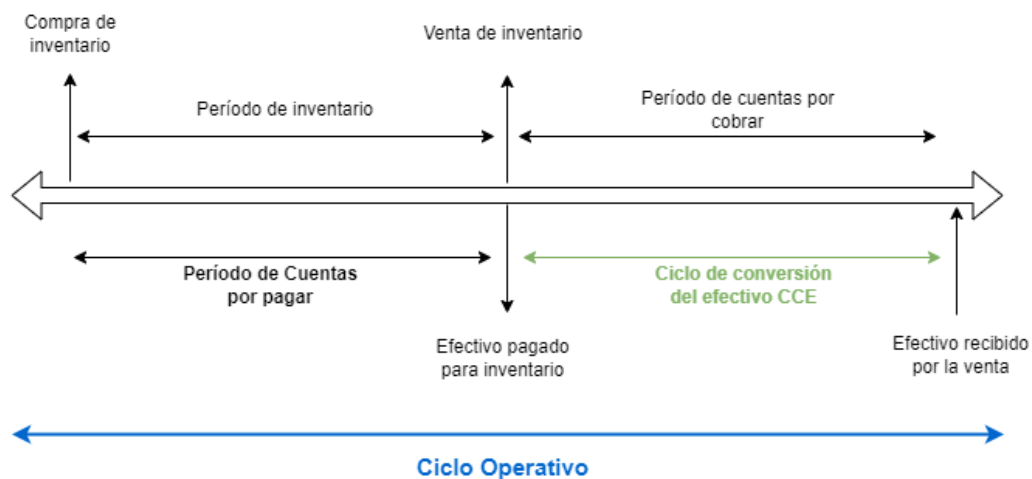 Compra de
inventario
Venta de inventario
Período de inventario
Período de cuentas por
cobrar
Período de Cuentas
por pagar
Ciclo de conversión
del efectivo CCE
Efectivo pagado
para inventario
Efectivo recibido
por la venta
Ciclo Operativo